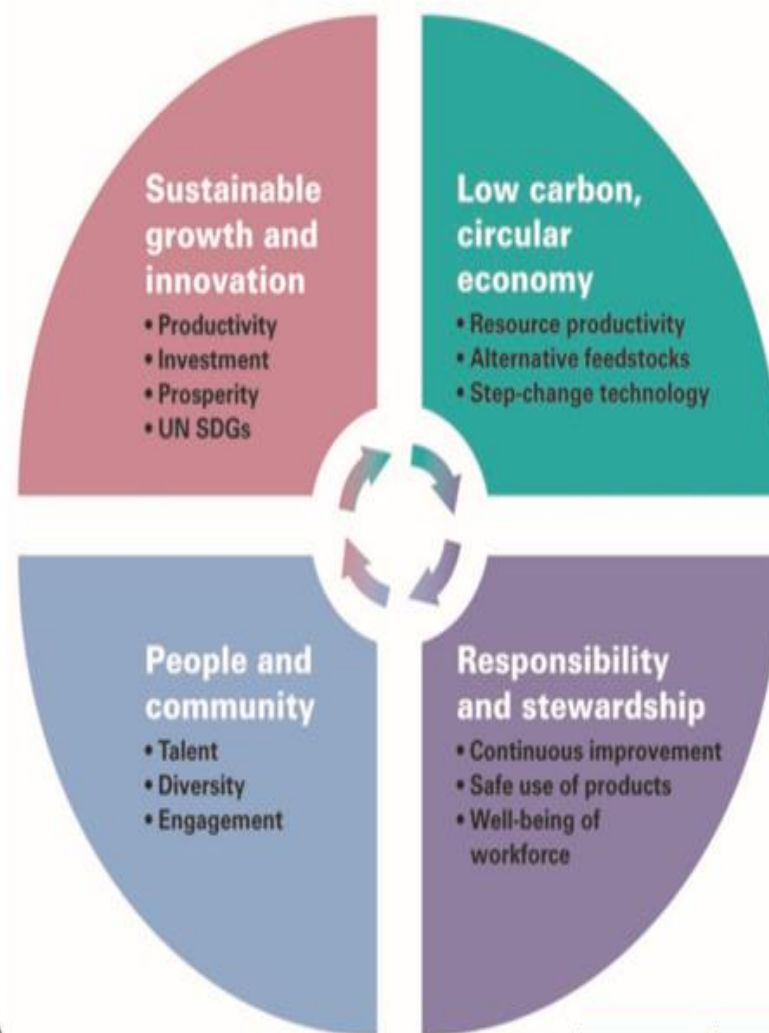 Sustainable
growth and
innovation
• Productivity
• Investment
• Prosperity
• UN SDGs
Low carbon,
circular
economy
• Resource productivity
• Alternative feedstocks
• Step-change technology
People and
community
• Talent
• Diversity
• Engagement
Responsibility
and stewardship
• Continuous improvement
• Safe use of products
• Well-being of
workforce